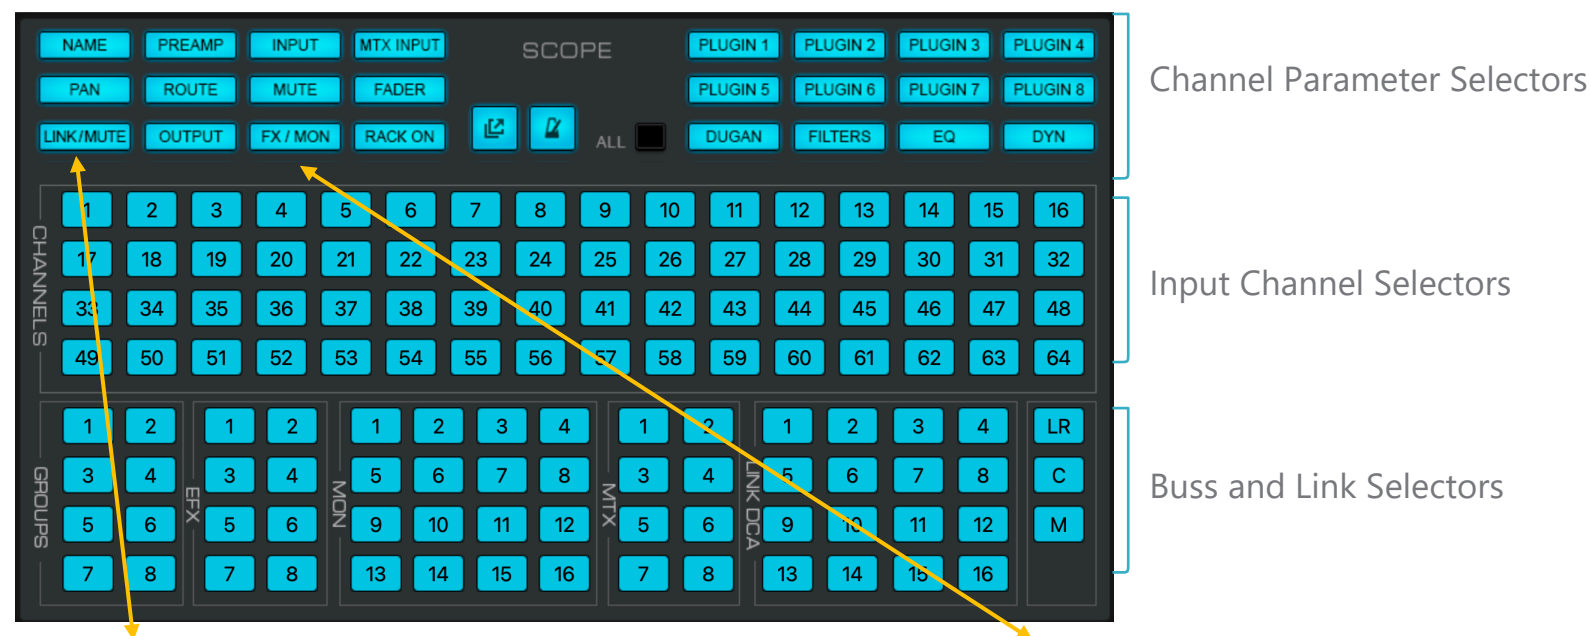 NAME PREAMP INPUT MTX INPUT SCOPE PLUGIN 1 PLUGIN 2 PLUGIN 3 PLUGIN 4
Channel Parameter Selectors
PAN ROUTE MUTE FADER PLUGIN 5 PLUGIN 6 PLUGIN 7 PLUGIN 8
LINK/MUTE OUTPUT FX / MON RACK ON ALL DUGAN FILTERS EQ DYN
CHANNELS
1 2 3 4 5 6 7 8 9 10 11 12 13 14 15 16
17 18 19 20 21 22 23 24 25 26 27 28 29 30 31 32
Input Channel Selectors
33 34 35 36 37 38 39 40 41 42 43 44 45 46 47 48
49 50 51 52 53 54 55 56 57 58 59 60 61 62 63 64
GROUPS
1 2
3 4
5 6
7 8
EFX
1 2
3 4
5 6
7 8
MON
1 2 3 4
5 6 7 8
9 10 11 12
13 14 15 16
MTX
1 2
3 4
5 6
7 8
LINK DCA
1 2 3 4
5 6 7 8
9 10 11 12
13 14 15 16
LR
C
M
Buss and Link Selectors